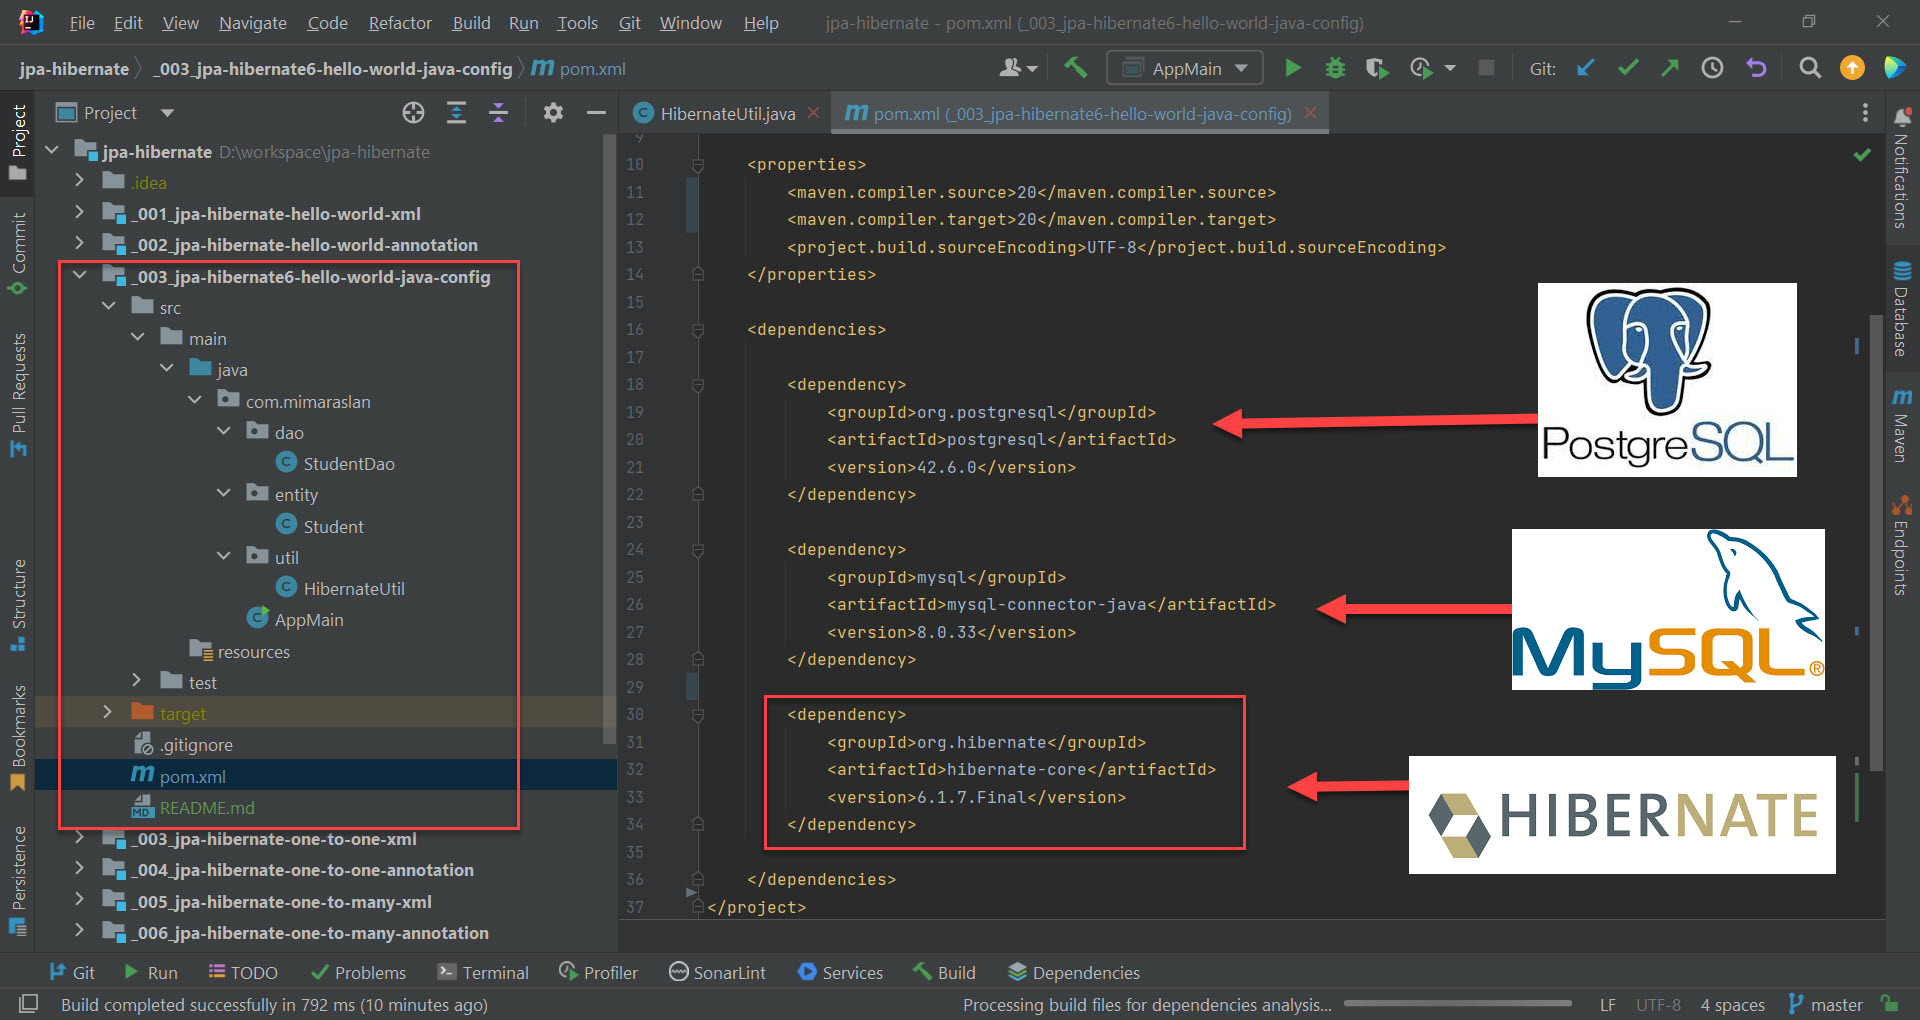 File Edit View Navigate Code Refactor Build Run Tools Git Window Help jpa-hibernate - pom.xml (_003_jpa-hibernate6-hello-world-java-config)
jpa-hibernate _003_jpa-hibernate6-hello-world-java-config m pom.xml AppMain Git:
Project
HibernateUtil.java
m pom.xml (_003_jpa-hibernate6-hello-world-java-config)
Project
Commit
Pull Requests
Structure
Bookmarks
Persistence
jpa-hibernate D:\workspace\jpa-hibernate
.idea
_001_jpa-hibernate-hello-world-xml
_002_jpa-hibernate-hello-world-annotation
_003_jpa-hibernate6-hello-world-java-config
src
main
java
com.mimaraslan
dao
C StudentDao
entity
C Student
util
C HibernateUtil
C AppMain
resources
test
target
.gitignore
m pom.xml
MD README.md
_003_jpa-hibernate-one-to-one-xml
_004_jpa-hibernate-one-to-one-annotation
_005_jpa-hibernate-one-to-many-xml
_006_jpa-hibernate-one-to-many-annotation
9
10 <properties>
11 <maven.compiler.source>20</maven.compiler.source>
12 <maven.compiler.target>20</maven.compiler.target>
13 <project.build.sourceEncoding>UTF-8</project.build.sourceEncoding>
14 </properties>
15
16 <dependencies>
17
18 <dependency>
19 <groupId>org.postgresql</groupId>
20 <artifactId>postgresql</artifactId>
21 <version>42.6.0</version>
22 </dependency>
23
24 <dependency>
25 <groupId>mysql</groupId>
26 <artifactId>mysql-connector-java</artifactId>
27 <version>8.0.33</version>
28 </dependency>
29
30 <dependency>
31 <groupId>org.hibernate</groupId>
32 <artifactId>hibernate-core</artifactId>
33 <version>6.1.7.Final</version>
34 </dependency>
35
36 </dependencies>
37 </project>
PostgreSQL
MySQL®
HIBERNATE
Notifications
Database
m Maven
Endpoints
Git Run TODO Problems Terminal Profiler SonarLint Services Build Dependencies
Build completed successfully in 792 ms (10 minutes ago) Processing build files for dependencies analysis... LF UTF-8 4 spaces master